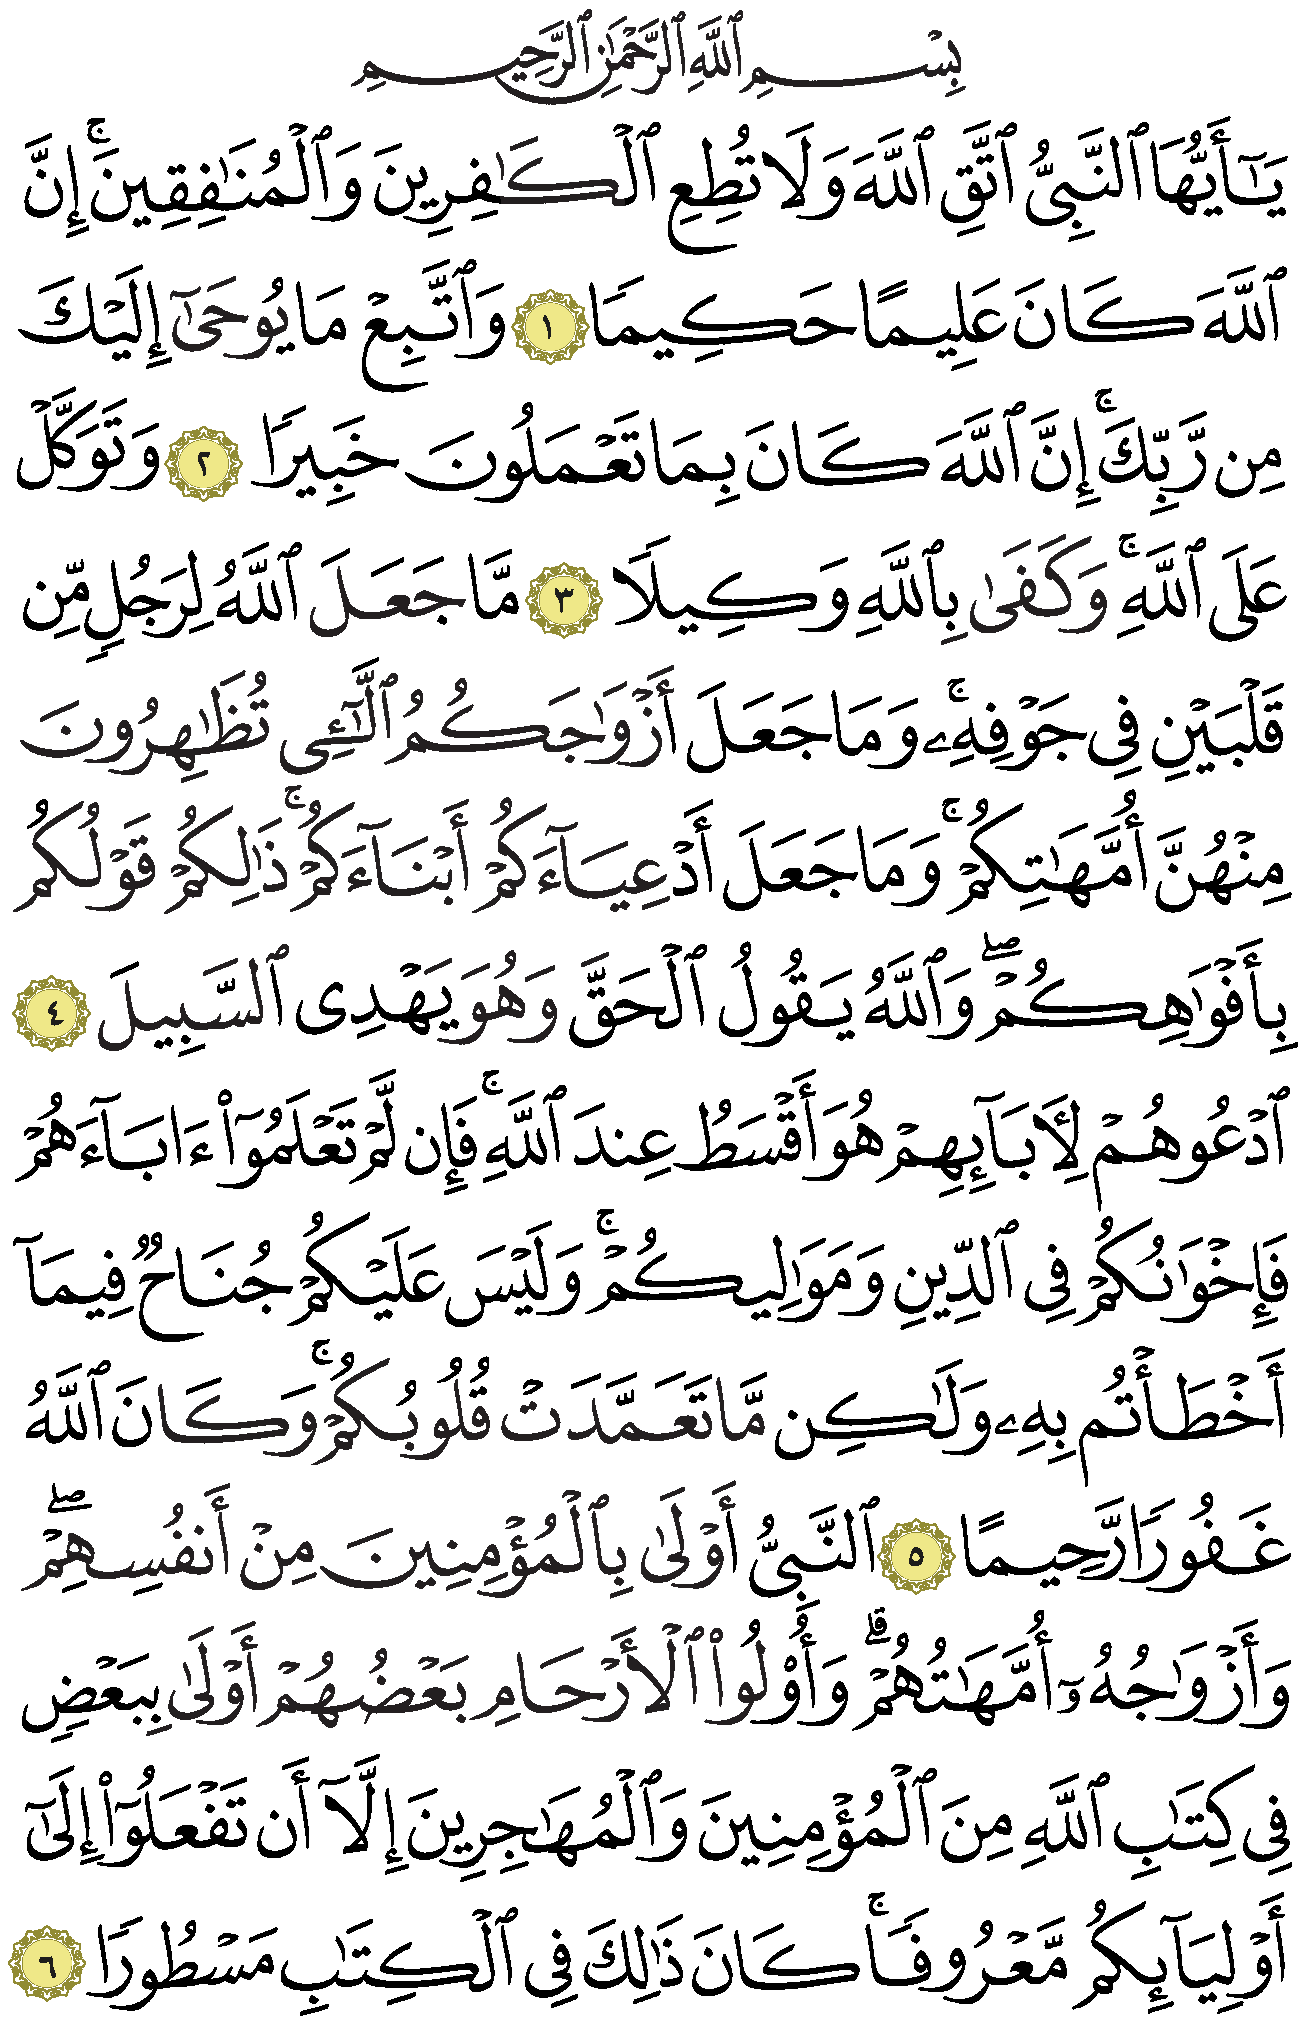 بِسْمِ ٱللَّهِ ٱلرَّحْمَٰنِ ٱلرَّحِيمِ
يَٰٓأَيُّهَا ٱلنَّبِىُّ ٱتَّقِ ٱللَّهَ وَلَا تُطِعِ ٱلْكَٰفِرِينَ وَٱلْمُنَٰفِقِينَ ۚ إِنَّ
ٱللَّهَ كَانَ عَلِيمًا حَكِيمًا ١ وَٱتَّبِعْ مَا يُوحَىٰٓ إِلَيْكَ
مِن رَّبِّكَ ۚ إِنَّ ٱللَّهَ كَانَ بِمَا تَعْمَلُونَ خَبِيرًا ٢ وَتَوَكَّلْ
عَلَى ٱللَّهِ ۚ وَكَفَىٰ بِٱللَّهِ وَكِيلًا ٣ مَّا جَعَلَ ٱللَّهُ لِرَجُلٍ مِّن
قَلْبَيْنِ فِى جَوْفِهِۦ ۚ وَمَا جَعَلَ أَزْوَٰجَكُمُ ٱلَّٰٓـِٔى تُظَٰهِرُونَ
مِنْهُنَّ أُمَّهَٰتِكُمْ ۚ وَمَا جَعَلَ أَدْعِيَآءَكُمْ أَبْنَآءَكُمْ ۚ ذَٰلِكُمْ قَوْلُكُم
بِأَفْوَٰهِكُمْ ۖ وَٱللَّهُ يَقُولُ ٱلْحَقَّ وَهُوَ يَهْدِى ٱلسَّبِيلَ ٤
ٱدْعُوهُمْ لِءَابَآئِهِمْ هُوَ أَقْسَطُ عِندَ ٱللَّهِ ۚ فَإِن لَّمْ تَعْلَمُوٓا۟ ءَابَآءَهُمْ
فَإِخْوَٰنُكُمْ فِى ٱلدِّينِ وَمَوَٰلِيكُمْ ۚ وَلَيْسَ عَلَيْكُمْ جُنَاحٌ فِيمَآ
أَخْطَأْتُم بِهِۦ وَلَٰكِن مَّا تَعَمَّدَتْ قُلُوبُكُمْ ۚ وَكَانَ ٱللَّهُ
غَفُورًا رَّحِيمًا ٥ ٱلنَّبِىُّ أَوْلَىٰ بِٱلْمُؤْمِنِينَ مِنْ أَنفُسِهِمْ ۖ
وَأَزْوَٰجُهُۥٓ أُمَّهَٰتُهُمْ ۗ وَأُو۟لُوا۟ ٱلْأَرْحَامِ بَعْضُهُمْ أَوْلَىٰ بِبَعْضٍ
فِى كِتَٰبِ ٱللَّهِ مِنَ ٱلْمُؤْمِنِينَ وَٱلْمُهَٰجِرِينَ إِلَّآ أَن تَفْعَلُوٓا۟ إِلَىٰٓ
أَوْلِيَآئِكُم مَّعْرُوفًا ۚ كَانَ ذَٰلِكَ فِى ٱلْكِتَٰبِ مَسْطُورًا ٦